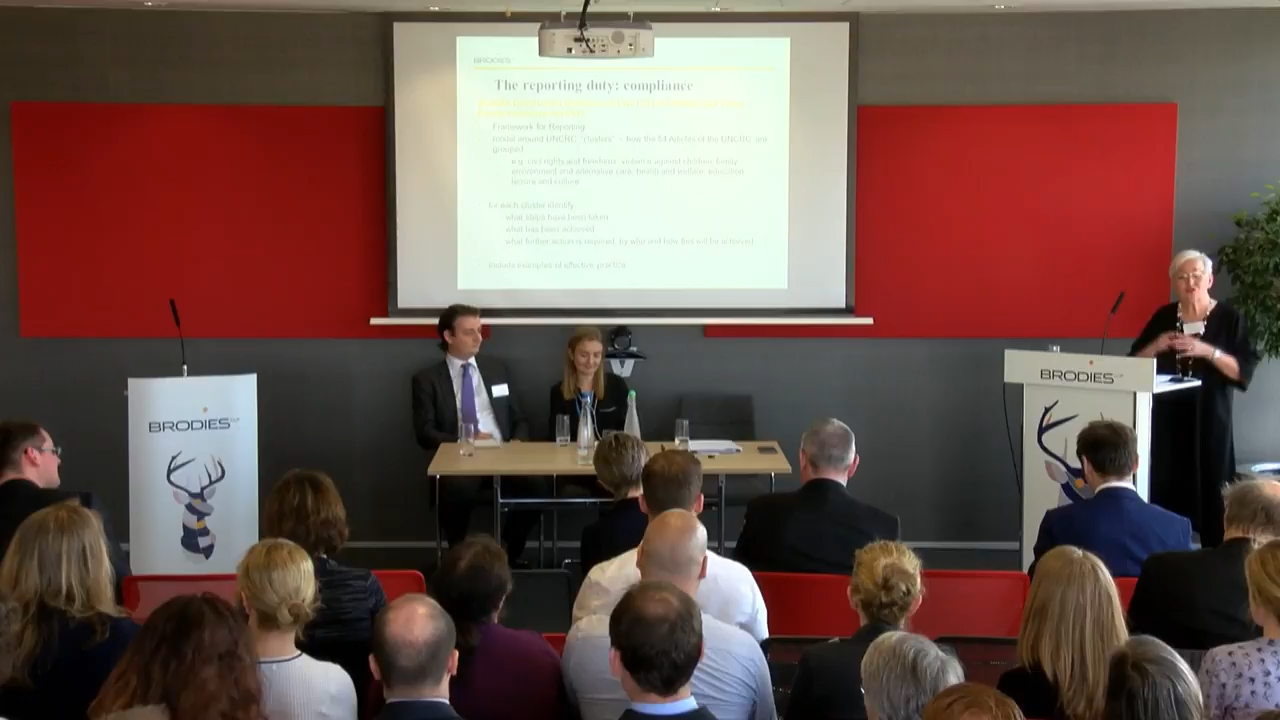 BRODIES
The reporting duty: compliance
Framework for Reporting
model around UNCRC "clusters" – how the 54 Articles of the UNCRC are
grouped
e.g. civil rights and freedoms, violence against children, family
environment and alternative care, health and welfare, education
leisure and culture
for each cluster identify
what steps have been taken
what has been achieved
what further action is required, by who and how this will be achieved
Include examples of effective practice
BRODIES LLP
BRODIES LLP